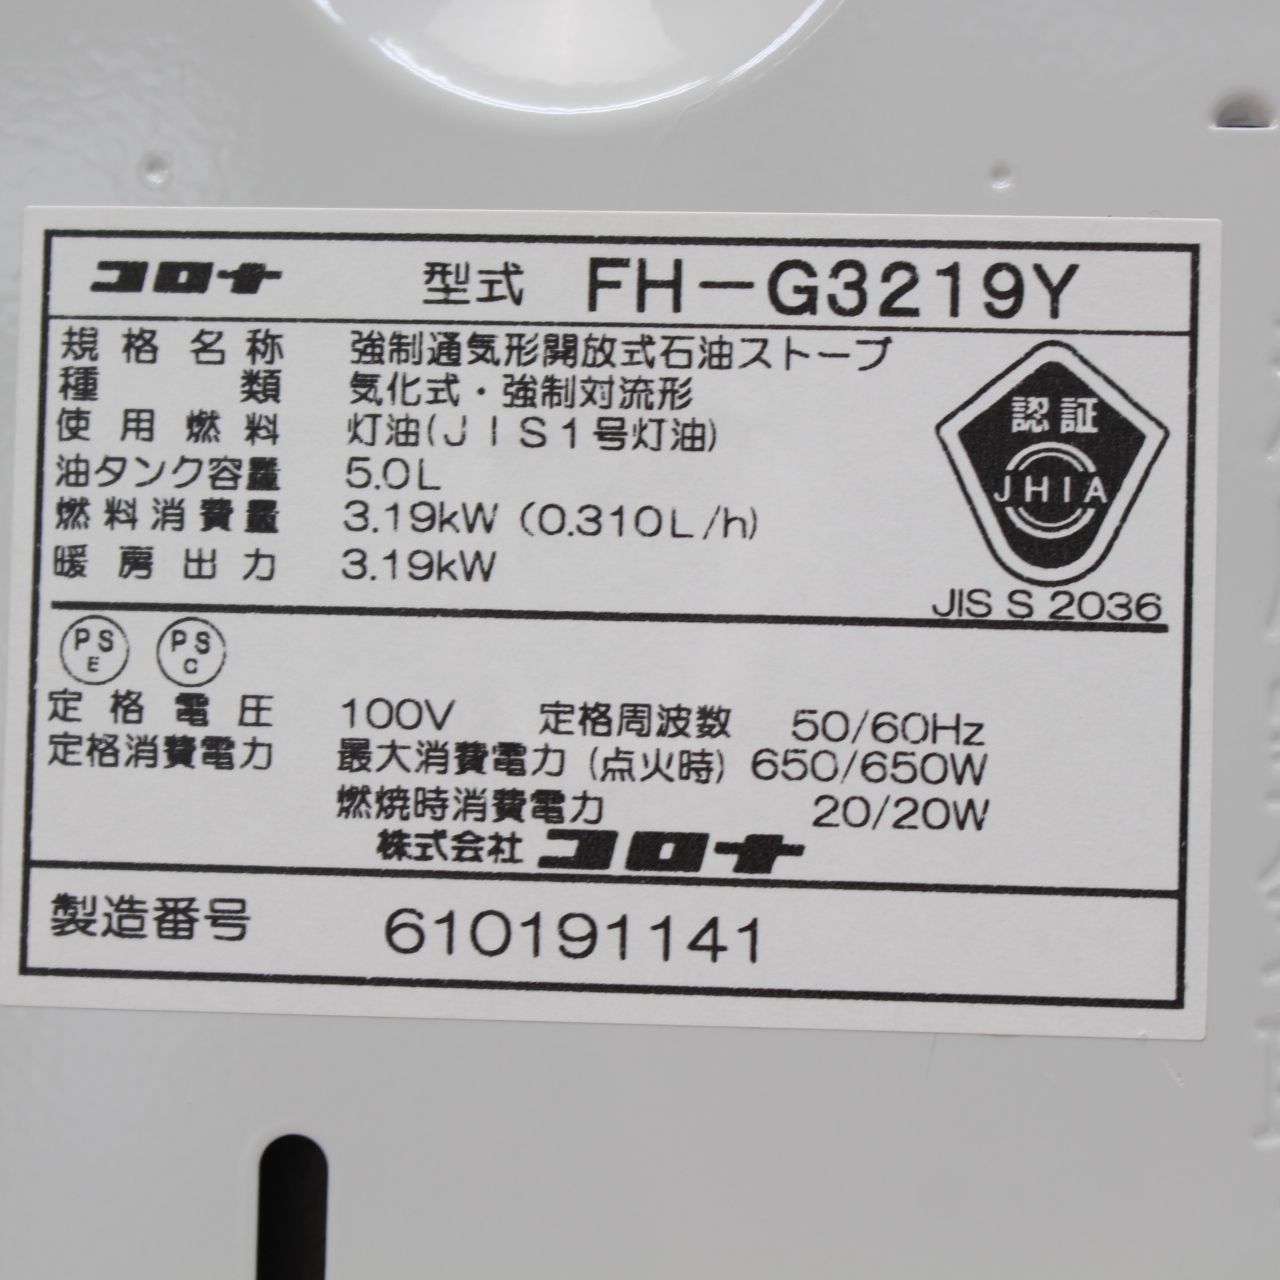 コロナ 型式 FH-G3219Y
規格名称 強制通気形開放式石油ストーブ
種類 気化式・強制対流形
使用燃料 灯油(JIS1号灯油)
油タンク容量 5.0L
燃料消費量 3.19kW (0.310L/h)
暖房出力 3.19kW
認証
JHIA
JIS S 2036
PS E PS C
定格電圧 100V 定格周波数 50/60Hz
定格消費電力 最大消費電力(点火時) 650/650W
燃焼時消費電力 20/20W
株式会社 コロナ
製造番号 610191141